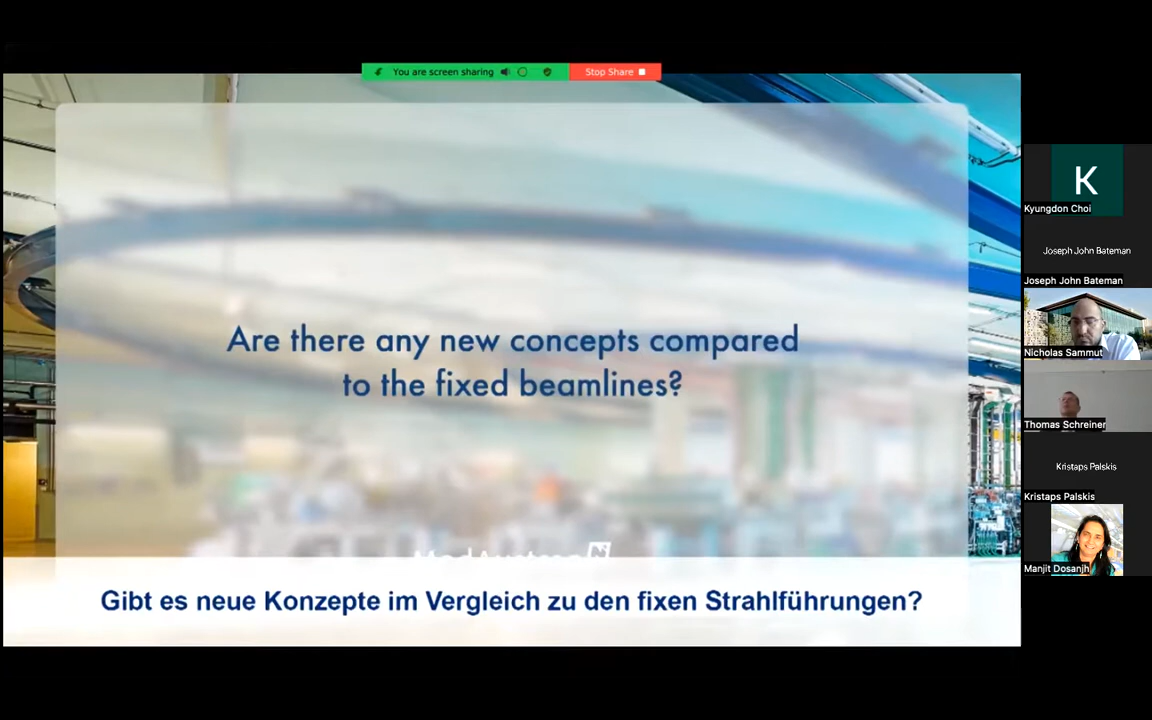 You are screen sharing
Stop Share
Are there any new concepts compared
to the fixed beamlines?
MedAustron
Gibt es neue Konzepte im Vergleich zu den fixen Strahlführungen?
K
Kyungdon Choi
Joseph John Bateman
Joseph John Bateman
Nicholas Sammut
Thomas Schreiner
Kristaps Palskis
Kristaps Palskis
Manjit Dosanjh